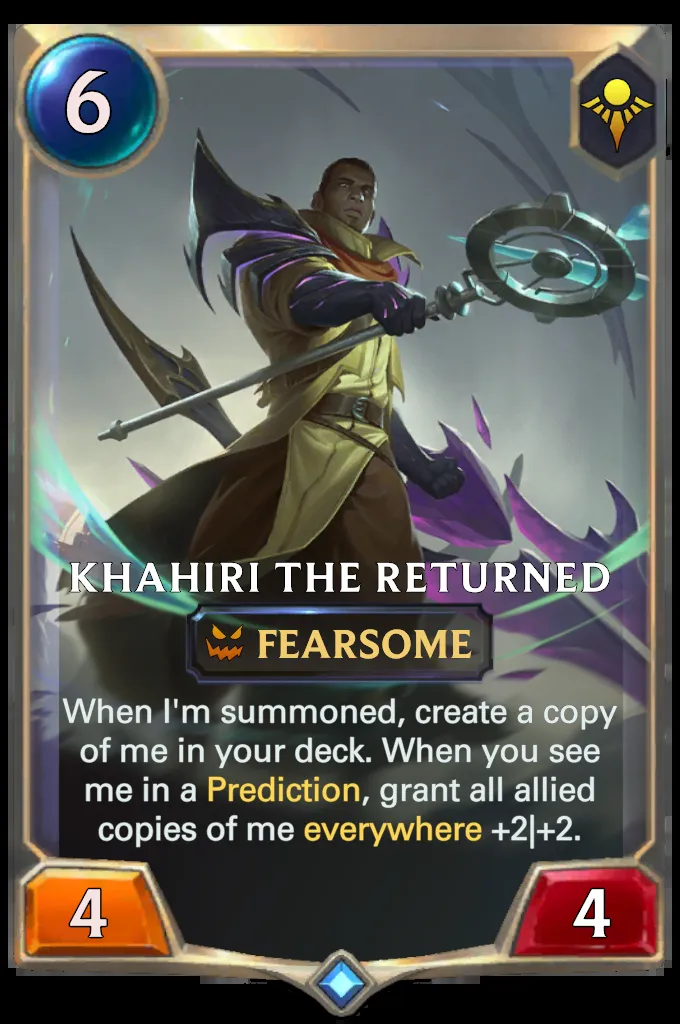 6
KHAHIRI THE RETURNED
FEARSOME
When I'm summoned, create a copy
of me in your deck. When you see
me in a Prediction, grant all allied
copies of me everywhere +2|+2.
4
4